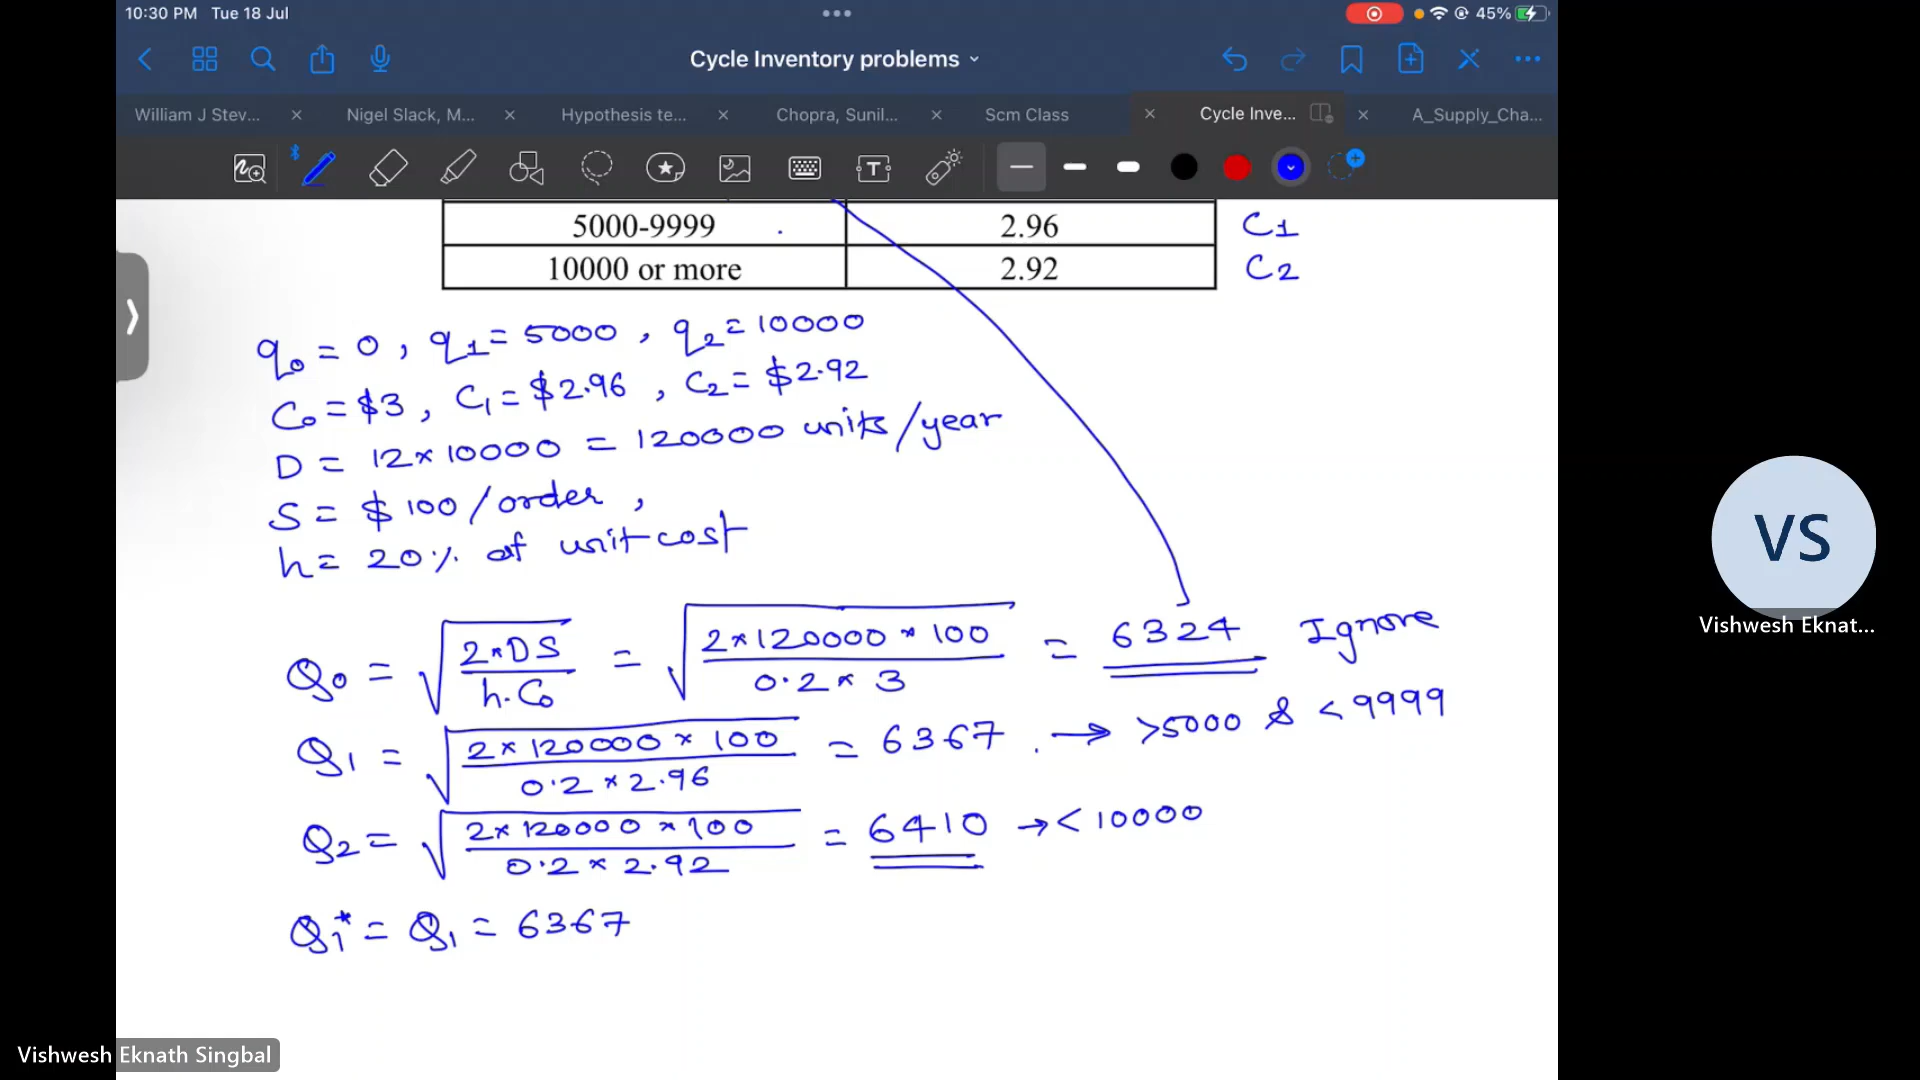 10:30 PM Tue 18 Jul
45%
Cycle Inventory problems
William J Stev...
Nigel Slack, M...
Hypothesis te...
Chopra, Sunil...
Scm Class
Cycle Inve...
A_Supply_Cha...
5000-9999 2.96 C1
10000 or more 2.92 C2
q₀ = 0, q₁ = 5000, q₂ = 10000
C₀ = $3, C₁ = $2.96, C₂ = $2.92
D = 12×10000 = 120000 units/year
S = $100/order,
h = 20% of unit cost
Q₀ = √(2*DS / h.C₀) = √(2×120000*100 / 0.2*3) = 6324 Ignore
Q₁ = √(2×120000×100 / 0.2*2.96) = 6367. → >5000 & <9999
Q₂ = √(2×120000×100 / 0.2×2.92) = 6410 → < 10000
Q₁* = Q₁ = 6367
VS
Vishwesh Eknat...
Vishwesh Eknath Singbal